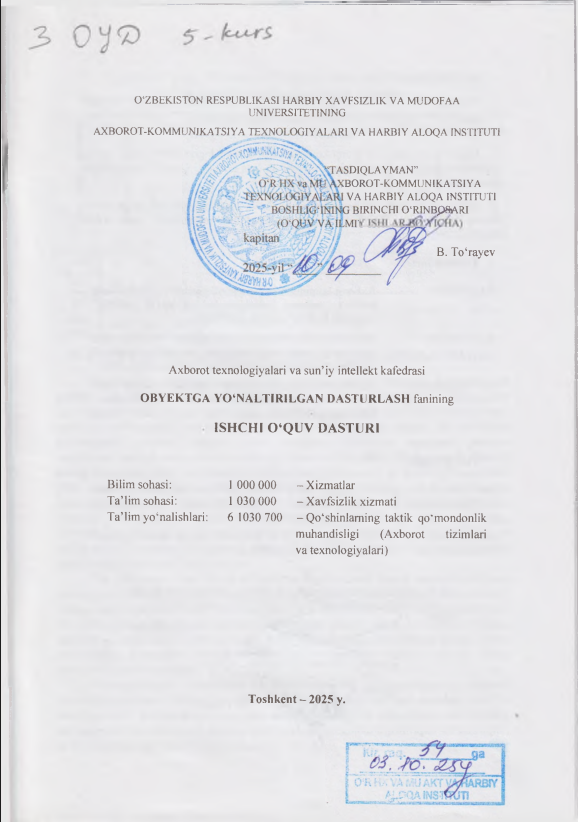 3 OYD 5-kurs
O‘ZBEKISTON RESPUBLIKASI HARBIY XAVFSIZLIK VA MUDOFAA
UNIVERSITETINING
AXBOROT-KOMMUNIKATSIYA TEXNOLOGIYALARI VA HARBIY ALOQA INSTITUTI
“TASDIQLAYMAN”
O‘R HX va MU AXBOROT-KOMMUNIKATSIYA
TEXNOLOGIYALARI VA HARBIY ALOQA INSTITUTI
BOSHLIG‘INING BIRINCHI O‘RINBOSARI
(O‘QUV VA ILMIY ISHLAR BO‘YICHA)
kapitan
B. To‘rayev
2025-yil “10-09
Axborot texnologiyalari va sun’iy intellekt kafedrasi
OBYEKTGA YO‘NALTIRILGAN DASTURLASH fanining
ISHCHI O‘QUV DASTURI
Bilim sohasi: 1 000 000 – Xizmatlar
Ta’lim sohasi: 1 030 000 – Xavfsizlik xizmati
Ta’lim yo‘nalishlari: 6 1030 700 – Qo‘shinlarning taktik qo‘mondonlik
muhandisligi (Axborot tizimlari
va texnologiyalari)
Toshkent – 2025 y.
54 ga
03.10.25y
O‘R HX VA MU AKT VA HARBIY
ALOQA INSTITUTI